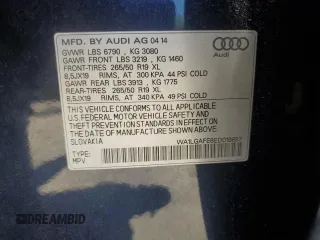 MFD. BY AUDI AG 04 14
GVWR LBS 6790 , KG 3080
GAWR FRONT LBS 3219 , KG 1460
FRONT-TIRES 265/50 R19 XL
8,5JX19 RIMS, AT 300 KPA 44 PSI COLD
GAWR REAR LBS 3913 , KG 1775
REAR-TIRES 265/50 R19 XL
8,5JX19 RIMS, AT 340 KPA 49 PSI COLD
THIS VEHICLE CONFORMS TO ALL APPLICABLE
U.S. FEDERAL MOTOR VEHICLE SAFETY
STANDARDS IN EFFECT ON
THE DATE OF MANUFACTURE SHOWN ABOVE.
SLOVAKIA
TYPE:
MPV
Audi